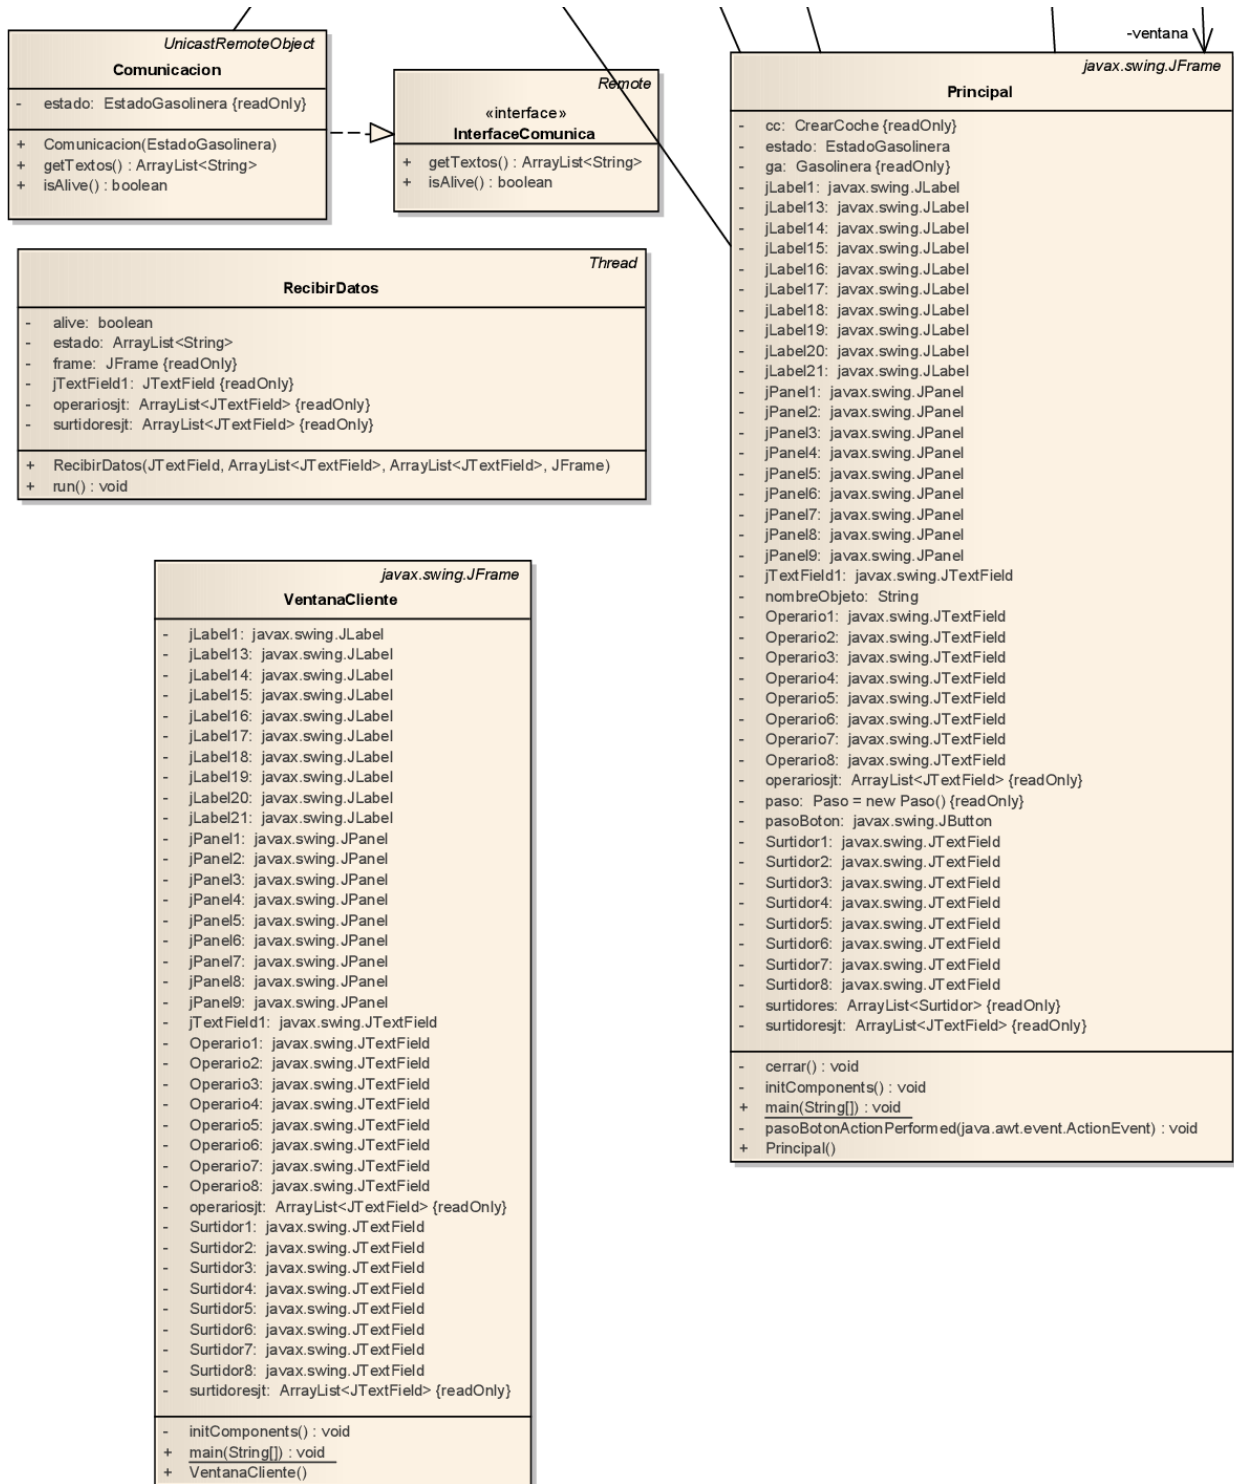 UnicastRemoteObject
Comunicacion
- estado: EstadoGasolinera {readOnly}
+ Comunicacion(EstadoGasolinera)
+ getTextos() : ArrayList<String>
+ isAlive() : boolean
Remote
«interface»
InterfaceComunica
+ getTextos() : ArrayList<String>
+ isAlive() : boolean
Thread
RecibirDatos
- alive: boolean
- estado: ArrayList<String>
- frame: JFrame {readOnly}
- jTextField1: JTextField {readOnly}
- operariosjt: ArrayList<JTextField> {readOnly}
- surtidoresjt: ArrayList<JTextField> {readOnly}
+ RecibirDatos(JTextField, ArrayList<JTextField>, ArrayList<JTextField>, JFrame)
+ run() : void
javax.swing.JFrame
VentanaCliente
- jLabel1: javax.swing.JLabel
- jLabel13: javax.swing.JLabel
- jLabel14: javax.swing.JLabel
- jLabel15: javax.swing.JLabel
- jLabel16: javax.swing.JLabel
- jLabel17: javax.swing.JLabel
- jLabel18: javax.swing.JLabel
- jLabel19: javax.swing.JLabel
- jLabel20: javax.swing.JLabel
- jLabel21: javax.swing.JLabel
- jPanel1: javax.swing.JPanel
- jPanel2: javax.swing.JPanel
- jPanel3: javax.swing.JPanel
- jPanel4: javax.swing.JPanel
- jPanel5: javax.swing.JPanel
- jPanel6: javax.swing.JPanel
- jPanel7: javax.swing.JPanel
- jPanel8: javax.swing.JPanel
- jPanel9: javax.swing.JPanel
- jTextField1: javax.swing.JTextField
- Operario1: javax.swing.JTextField
- Operario2: javax.swing.JTextField
- Operario3: javax.swing.JTextField
- Operario4: javax.swing.JTextField
- Operario5: javax.swing.JTextField
- Operario6: javax.swing.JTextField
- Operario7: javax.swing.JTextField
- Operario8: javax.swing.JTextField
- operariosjt: ArrayList<JTextField> {readOnly}
- Surtidor1: javax.swing.JTextField
- Surtidor2: javax.swing.JTextField
- Surtidor3: javax.swing.JTextField
- Surtidor4: javax.swing.JTextField
- Surtidor5: javax.swing.JTextField
- Surtidor6: javax.swing.JTextField
- Surtidor7: javax.swing.JTextField
- Surtidor8: javax.swing.JTextField
- surtidoresjt: ArrayList<JTextField> {readOnly}
- initComponents() : void
+ main(String[]) : void
+ VentanaCliente()
-ventana
javax.swing.JFrame
Principal
- cc: CrearCoche {readOnly}
- estado: EstadoGasolinera
- ga: Gasolinera {readOnly}
- jLabel1: javax.swing.JLabel
- jLabel13: javax.swing.JLabel
- jLabel14: javax.swing.JLabel
- jLabel15: javax.swing.JLabel
- jLabel16: javax.swing.JLabel
- jLabel17: javax.swing.JLabel
- jLabel18: javax.swing.JLabel
- jLabel19: javax.swing.JLabel
- jLabel20: javax.swing.JLabel
- jLabel21: javax.swing.JLabel
- jPanel1: javax.swing.JPanel
- jPanel2: javax.swing.JPanel
- jPanel3: javax.swing.JPanel
- jPanel4: javax.swing.JPanel
- jPanel5: javax.swing.JPanel
- jPanel6: javax.swing.JPanel
- jPanel7: javax.swing.JPanel
- jPanel8: javax.swing.JPanel
- jPanel9: javax.swing.JPanel
- jTextField1: javax.swing.JTextField
- nombreObjeto: String
- Operario1: javax.swing.JTextField
- Operario2: javax.swing.JTextField
- Operario3: javax.swing.JTextField
- Operario4: javax.swing.JTextField
- Operario5: javax.swing.JTextField
- Operario6: javax.swing.JTextField
- Operario7: javax.swing.JTextField
- Operario8: javax.swing.JTextField
- operariosjt: ArrayList<JTextField> {readOnly}
- paso: Paso = new Paso() {readOnly}
- pasoBoton: javax.swing.JButton
- Surtidor1: javax.swing.JTextField
- Surtidor2: javax.swing.JTextField
- Surtidor3: javax.swing.JTextField
- Surtidor4: javax.swing.JTextField
- Surtidor5: javax.swing.JTextField
- Surtidor6: javax.swing.JTextField
- Surtidor7: javax.swing.JTextField
- Surtidor8: javax.swing.JTextField
- surtidores: ArrayList<Surtidor> {readOnly}
- surtidoresjt: ArrayList<JTextField> {readOnly}
- cerrar() : void
- initComponents() : void
+ main(String[]) : void
- pasoBotonActionPerformed(java.awt.event.ActionEvent) : void
+ Principal()